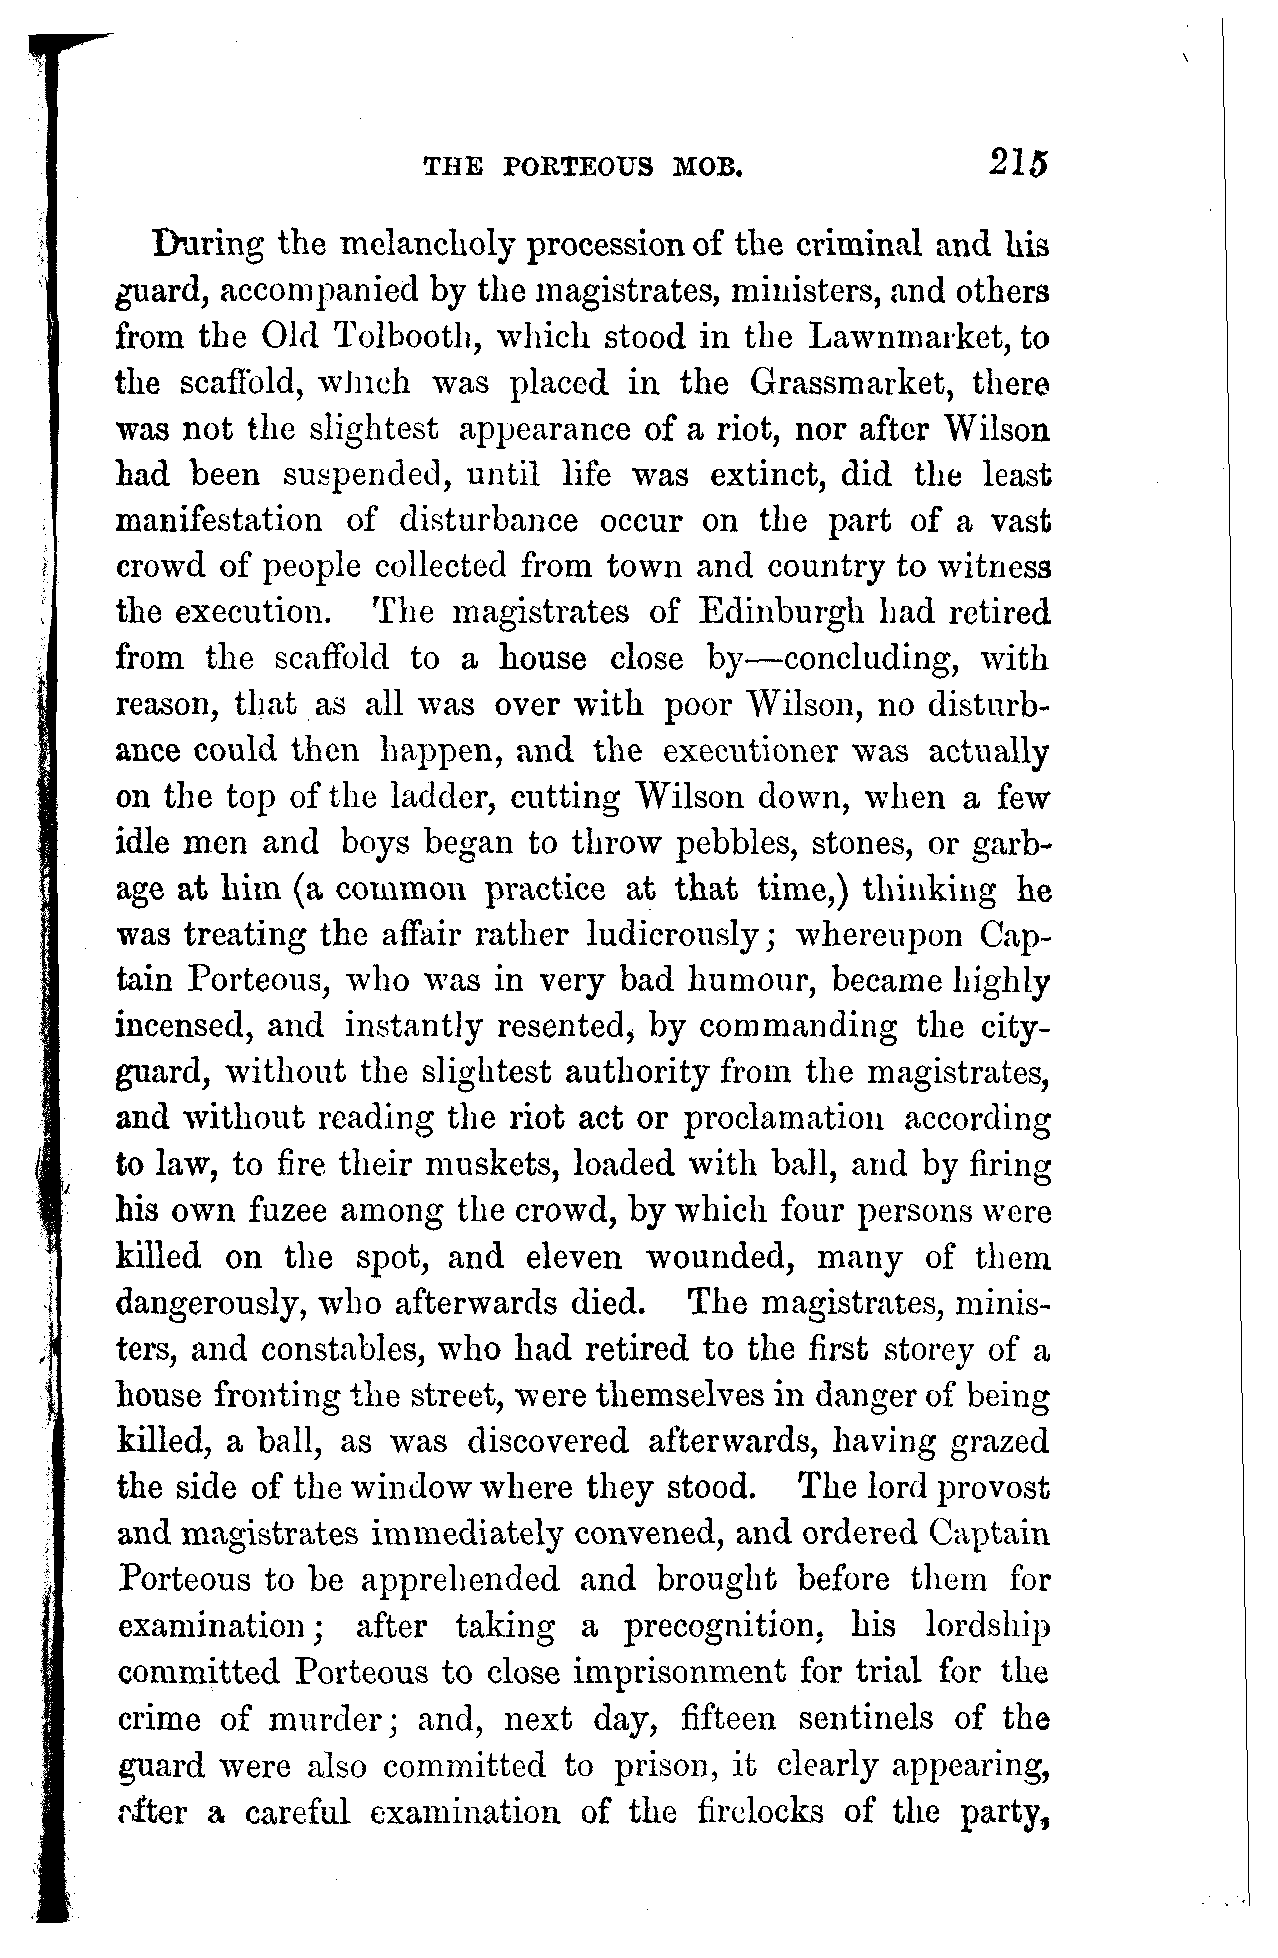 THE PORTEOUS MOB. 215
During the melancholy procession of the criminal and his
guard, accompanied by the magistrates, ministers, and others
from the Old Tolbooth, which stood in the Lawnmarket, to
the scaffold, which was placed in the Grassmarket, there
was not the slightest appearance of a riot, nor after Wilson
had been suspended, until life was extinct, did the least
manifestation of disturbance occur on the part of a vast
crowd of people collected from town and country to witness
the execution. The magistrates of Edinburgh had retired
from the scaffold to a house close by—concluding, with
reason, that as all was over with poor Wilson, no disturb-
ance could then happen, and the executioner was actually
on the top of the ladder, cutting Wilson down, when a few
idle men and boys began to throw pebbles, stones, or garb-
age at him (a common practice at that time,) thinking he
was treating the affair rather ludicrously; whereupon Cap-
tain Porteous, who was in very bad humour, became highly
incensed, and instantly resented, by commanding the city-
guard, without the slightest authority from the magistrates,
and without reading the riot act or proclamation according
to law, to fire their muskets, loaded with ball, and by firing
his own fuzee among the crowd, by which four persons were
killed on the spot, and eleven wounded, many of them
dangerously, who afterwards died. The magistrates, minis-
ters, and constables, who had retired to the first storey of a
house fronting the street, were themselves in danger of being
killed, a ball, as was discovered afterwards, having grazed
the side of the window where they stood. The lord provost
and magistrates immediately convened, and ordered Captain
Porteous to be apprehended and brought before them for
examination; after taking a precognition, his lordship
committed Porteous to close imprisonment for trial for the
crime of murder; and, next day, fifteen sentinels of the
guard were also committed to prison, it clearly appearing,
after a careful examination of the firelocks of the party,